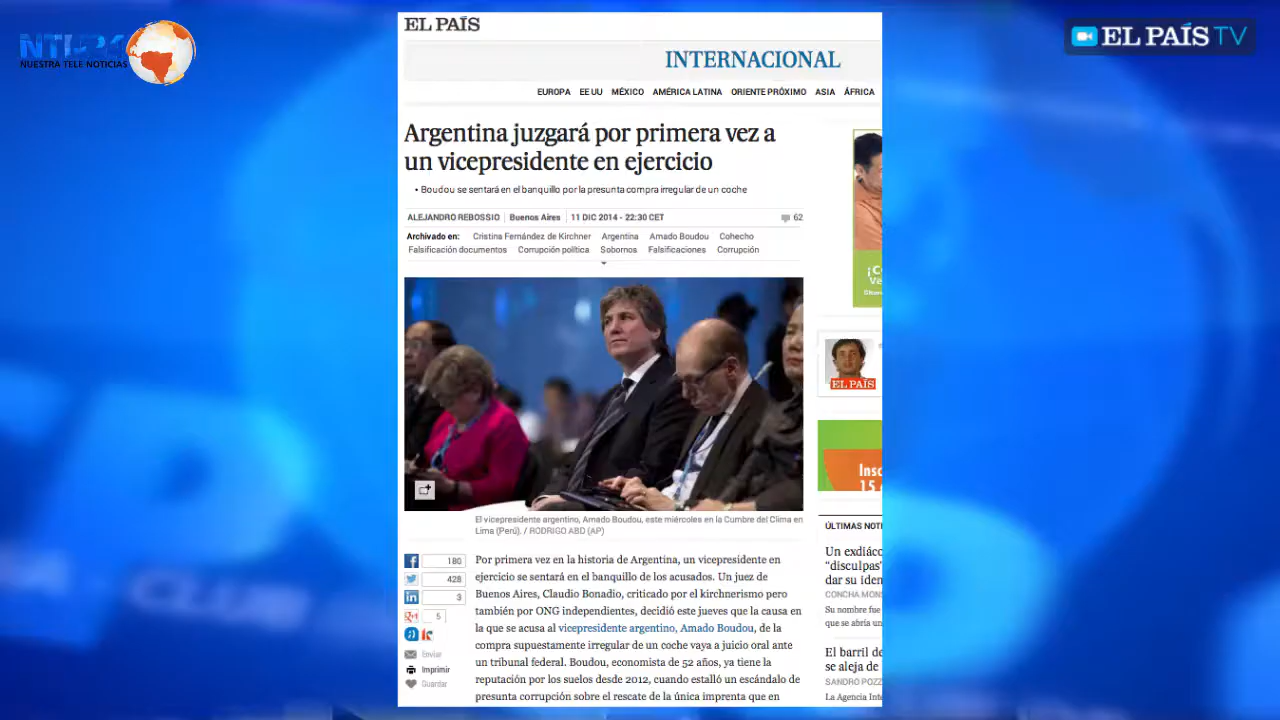 NUESTRA TELE NOTICIAS
EL PAÍS TV
EL PAÍS
INTERNACIONAL
EUROPA EE UU MÉXICO AMÉRICA LATINA ORIENTE PRÓXIMO ASIA ÁFRICA
Argentina juzgará por primera vez a
un vicepresidente en ejercicio
• Boudou se sentará en el banquillo por la presunta compra irregular de un coche
ALEJANDRO REBOSSIO | Buenos Aires | 11 DIC 2014 - 22:30 CET 62
Archivado en: Cristina Fernández de Kirchner Argentina Amado Boudou Cohecho
Falsificación documentos Corrupción política Sobornos Falsificaciones Corrupción
El vicepresidente argentino, Amado Boudou, este miércoles en la Cumbre del Clima en
Lima (Perú). / RODRIGO ABD (AP)
180
428
3
5
Enviar
Imprimir
Guardar
Por primera vez en la historia de Argentina, un vicepresidente en
ejercicio se sentará en el banquillo de los acusados. Un juez de
Buenos Aires, Claudio Bonadio, criticado por el kirchnerismo pero
también por ONG independientes, decidió este jueves que la causa en
la que se acusa al vicepresidente argentino, Amado Boudou, de la
compra supuestamente irregular de un coche vaya a juicio oral ante
un tribunal federal. Boudou, economista de 52 años, ya tiene la
reputación por los suelos desde 2012, cuando estalló un escándalo de
presunta corrupción sobre el rescate de la única imprenta que en
EL PAÍS
Insc
15 d
ÚLTIMAS NOTI
Un exdiáco
"disculpas"
dar su iden
CONCHA MON
Su nombre fue
que se abría un
El barril de
se aleja de
SANDRO POZZ
La Agencia Inte